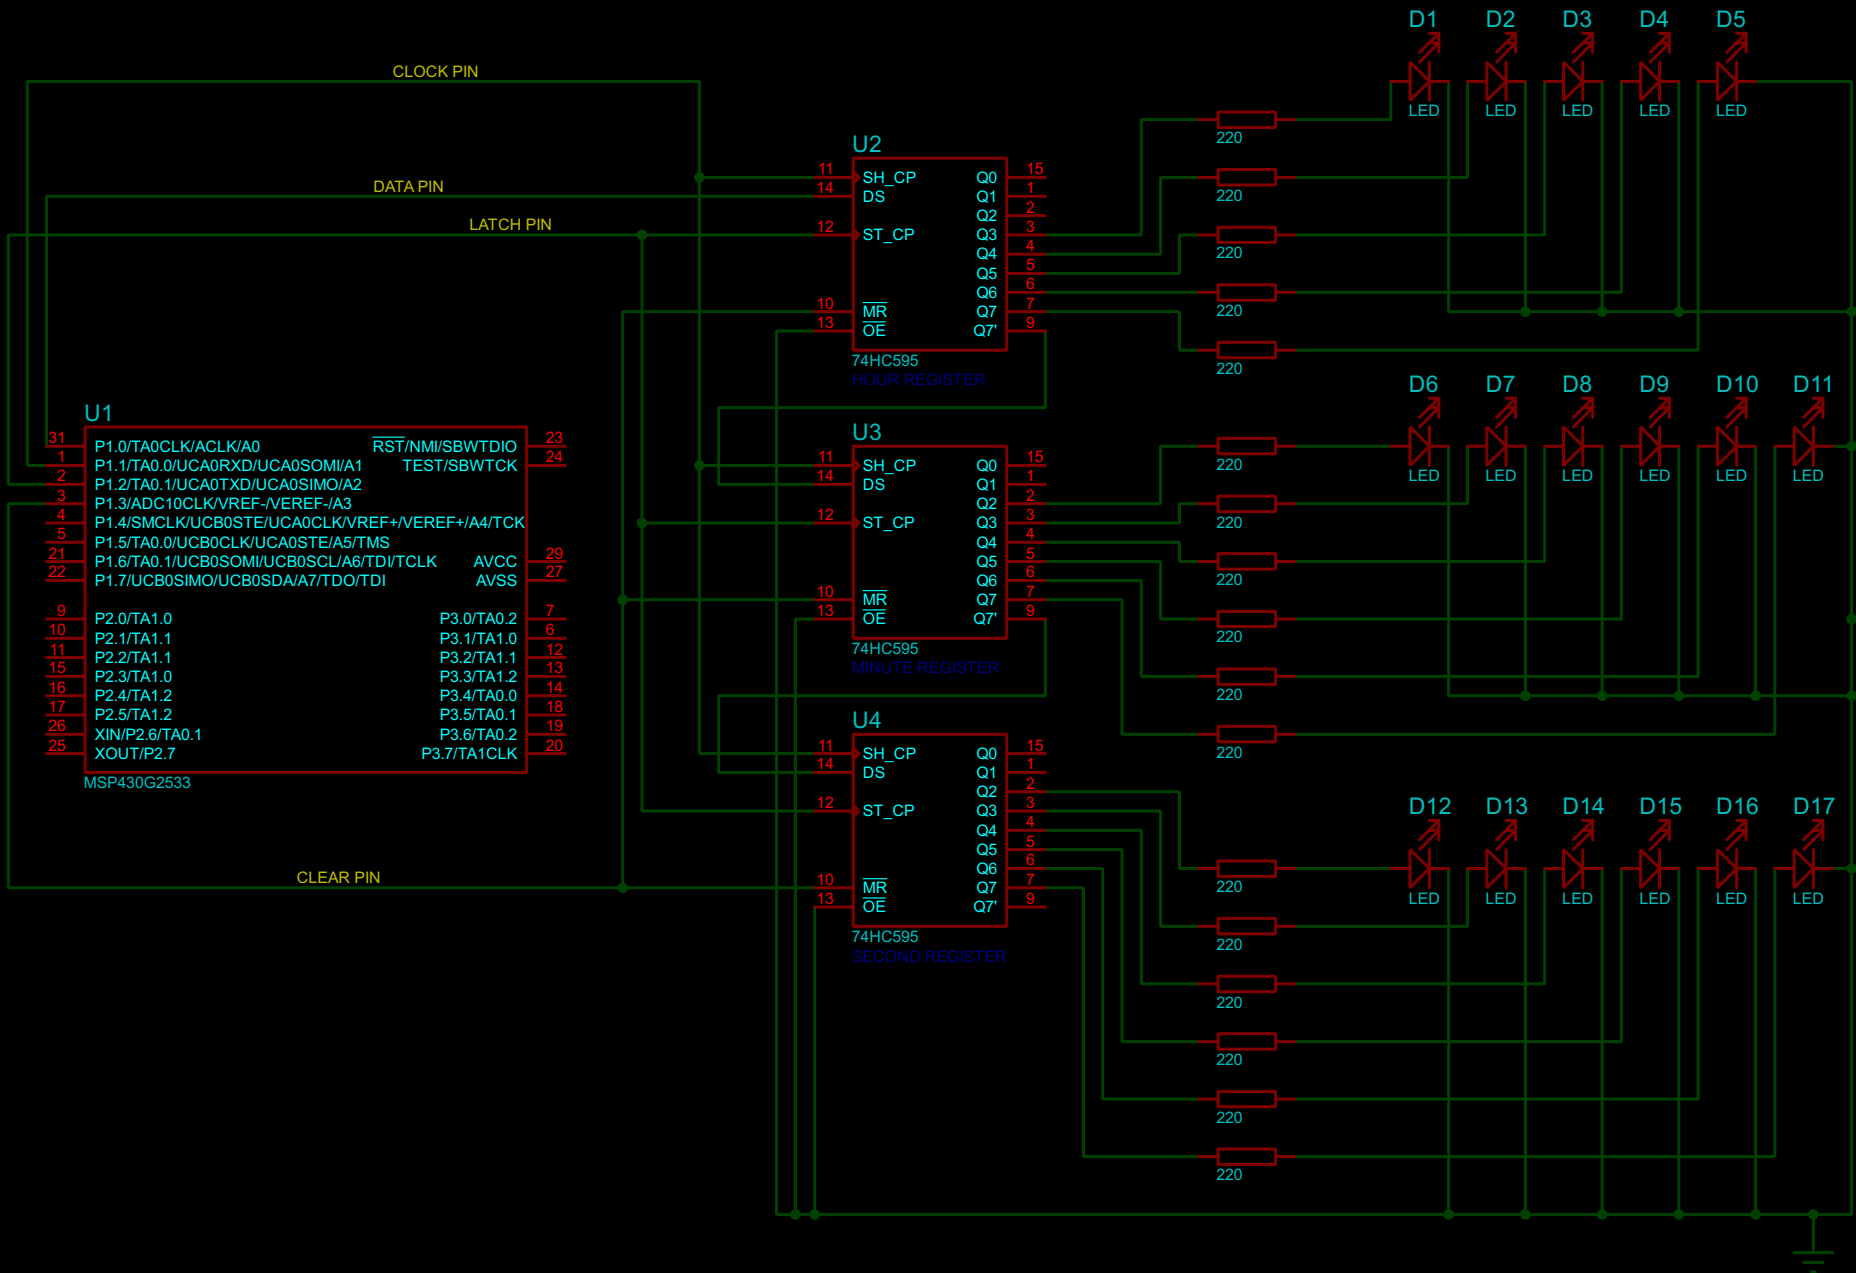 D1 D2 D3 D4 D5
LED LED LED LED LED
CLOCK PIN
DATA PIN
LATCH PIN
U2
11 SH_CP Q0 15
14 DS Q1 1
Q2 2
12 ST_CP Q3 3
Q4 4
Q5 5
Q6 6
10 MR Q7 7
13 OE Q7' 9
74HC595
HOUR REGISTER
220
220
220
220
220
D6 D7 D8 D9 D10 D11
LED LED LED LED LED LED
U1
31 P1.0/TA0CLK/ACLK/A0 RST/NMI/SBWTDIO 23
1 P1.1/TA0.0/UCA0RXD/UCA0SOMI/A1 TEST/SBWTCK 24
2 P1.2/TA0.1/UCA0TXD/UCA0SIMO/A2
3 P1.3/ADC10CLK/VREF-/VEREF-/A3
4 P1.4/SMCLK/UCB0STE/UCA0CLK/VREF+/VEREF+/A4/TCK
5 P1.5/TA0.0/UCB0CLK/UCA0STE/A5/TMS
21 P1.6/TA0.1/UCB0SOMI/UCB0SCL/A6/TDI/TCLK AVCC 29
22 P1.7/UCB0SIMO/UCB0SDA/A7/TDO/TDI AVSS 27
9 P2.0/TA1.0 P3.0/TA0.2 7
10 P2.1/TA1.1 P3.1/TA1.0 6
11 P2.2/TA1.1 P3.2/TA1.1 12
15 P2.3/TA1.0 P3.3/TA1.2 13
16 P2.4/TA1.2 P3.4/TA0.0 14
17 P2.5/TA1.2 P3.5/TA0.1 18
26 XIN/P2.6/TA0.1 P3.6/TA0.2 19
25 XOUT/P2.7 P3.7/TA1CLK 20
MSP430G2533
U3
11 SH_CP Q0 15
14 DS Q1 1
Q2 2
12 ST_CP Q3 3
Q4 4
Q5 5
Q6 6
10 MR Q7 7
13 OE Q7' 9
74HC595
MINUTE REGISTER
220
220
220
220
220
220
U4
11 SH_CP Q0 15
14 DS Q1 1
Q2 2
12 ST_CP Q3 3
Q4 4
Q5 5
Q6 6
10 MR Q7 7
13 OE Q7' 9
74HC595
SECOND REGISTER
CLEAR PIN
D12 D13 D14 D15 D16 D17
LED LED LED LED LED LED
220
220
220
220
220
220